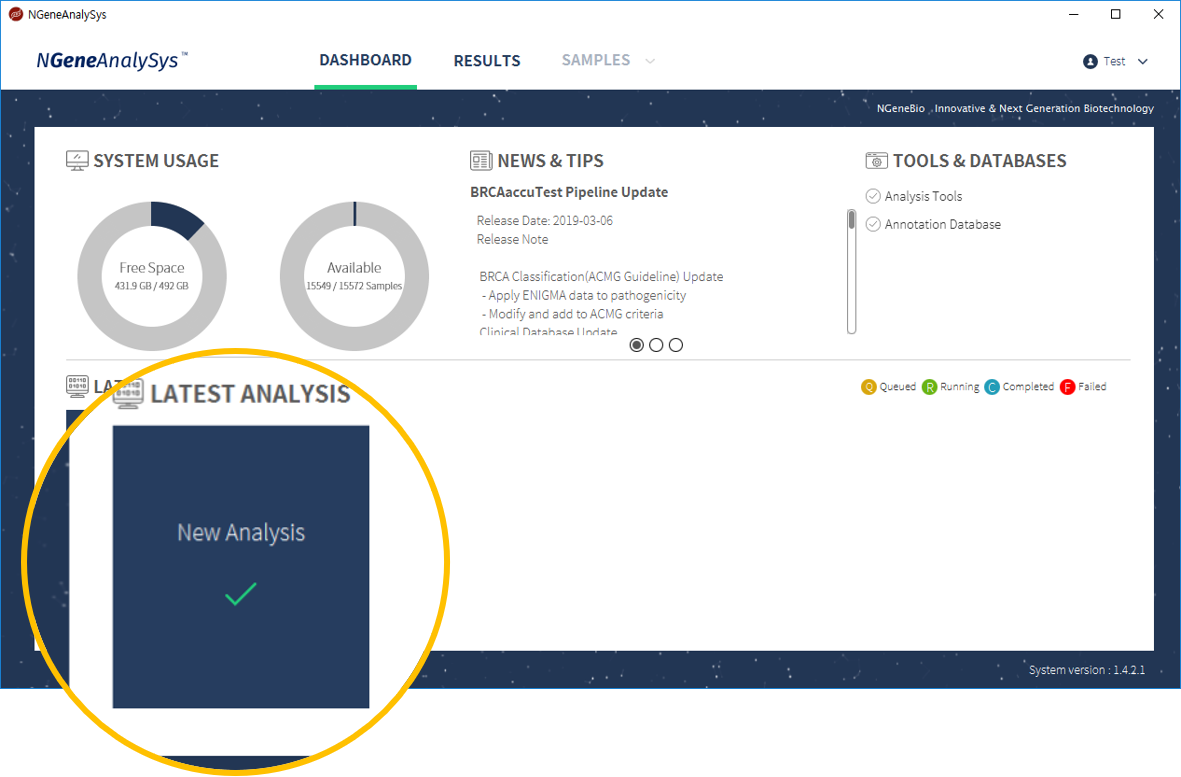 NGeneAnalySys
NGeneAnalySys™
DASHBOARD
RESULTS
SAMPLES
Test
NGeneBio , Innovative & Next Generation Biotechnology
SYSTEM USAGE
Free Space
431.9 GB / 492 GB
Available
15549 / 15572 Samples
NEWS & TIPS
BRCAaccuTest Pipeline Update
Release Date: 2019-03-06
Release Note
BRCA Classification(ACMG Guideline) Update
- Apply ENIGMA data to pathogenicity
- Modify and add to ACMG criteria
Clinical Database Update
TOOLS & DATABASES
Analysis Tools
Annotation Database
LATEST ANALYSIS
Q Queued R Running C Completed F Failed
New Analysis
System version : 1.4.2.1